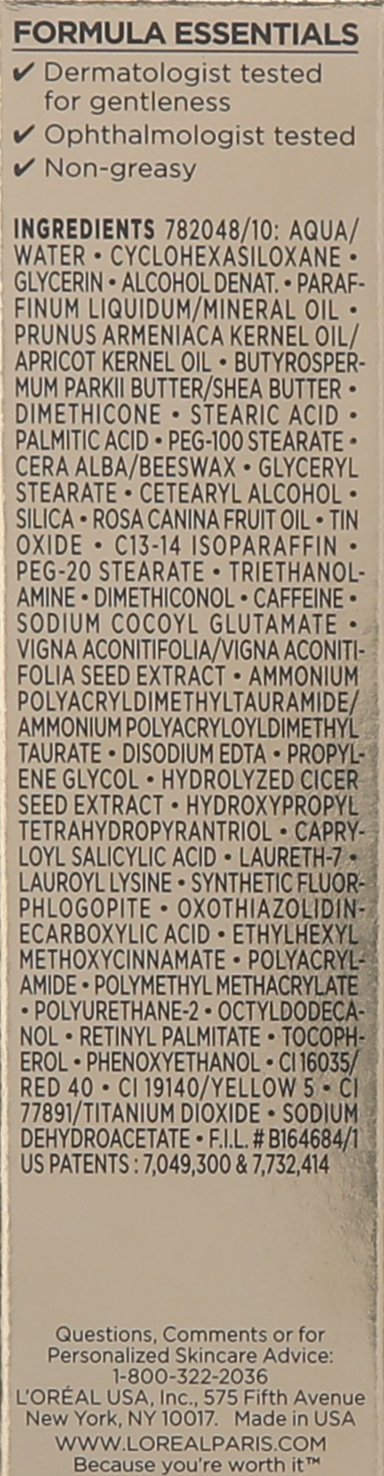 FORMULA ESSENTIALS
✔ Dermatologist tested
for gentleness
✔ Ophthalmologist tested
✔ Non-greasy
INGREDIENTS 782048/10: AQUA/
WATER • CYCLOHEXASILOXANE •
GLYCERIN • ALCOHOL DENAT. • PARAF-
FINUM LIQUIDUM/MINERAL OIL •
PRUNUS ARMENIACA KERNEL OIL/
APRICOT KERNEL OIL • BUTYROSPER-
MUM PARKII BUTTER/SHEA BUTTER •
DIMETHICONE • STEARIC ACID •
PALMITIC ACID • PEG-100 STEARATE •
CERA ALBA/BEESWAX • GLYCERYL
STEARATE • CETEARYL ALCOHOL •
SILICA • ROSA CANINA FRUIT OIL • TIN
OXIDE • C13-14 ISOPARAFFIN •
PEG-20 STEARATE • TRIETHANOL-
AMINE • DIMETHICONOL • CAFFEINE •
SODIUM COCOYL GLUTAMATE •
VIGNA ACONITIFOLIA/VIGNA ACONITI-
FOLIA SEED EXTRACT • AMMONIUM
POLYACRYLDIMETHYLTAURAMIDE/
AMMONIUM POLYACRYLOYLDIMETHYL
TAURATE • DISODIUM EDTA • PROPYL-
ENE GLYCOL • HYDROLYZED CICER
SEED EXTRACT • HYDROXYPROPYL
TETRAHYDROPYRANTRIOL • CAPRY-
LOYL SALICYLIC ACID • LAURETH-7 •
LAUROYL LYSINE • SYNTHETIC FLUOR-
PHLOGOPITE • OXOTHIAZOLIDIN-
ECARBOXYLIC ACID • ETHYLHEXYL
METHOXYCINNAMATE • POLYACRYL-
AMIDE • POLYMETHYL METHACRYLATE
• POLYURETHANE-2 • OCTYLDODECA-
NOL • RETINYL PALMITATE • TOCOPH-
EROL • PHENOXYETHANOL • CI 16035/
RED 40 • CI 19140/YELLOW 5 • CI
77891/TITANIUM DIOXIDE • SODIUM
DEHYDROACETATE • F.I.L. # B164684/1
US PATENTS : 7,049,300 & 7,732,414
Questions, Comments or for
Personalized Skincare Advice:
1-800-322-2036
L'ORÉAL USA, Inc., 575 Fifth Avenue
New York, NY 10017. Made in USA
WWW.LOREALPARIS.COM
Because you're worth it™